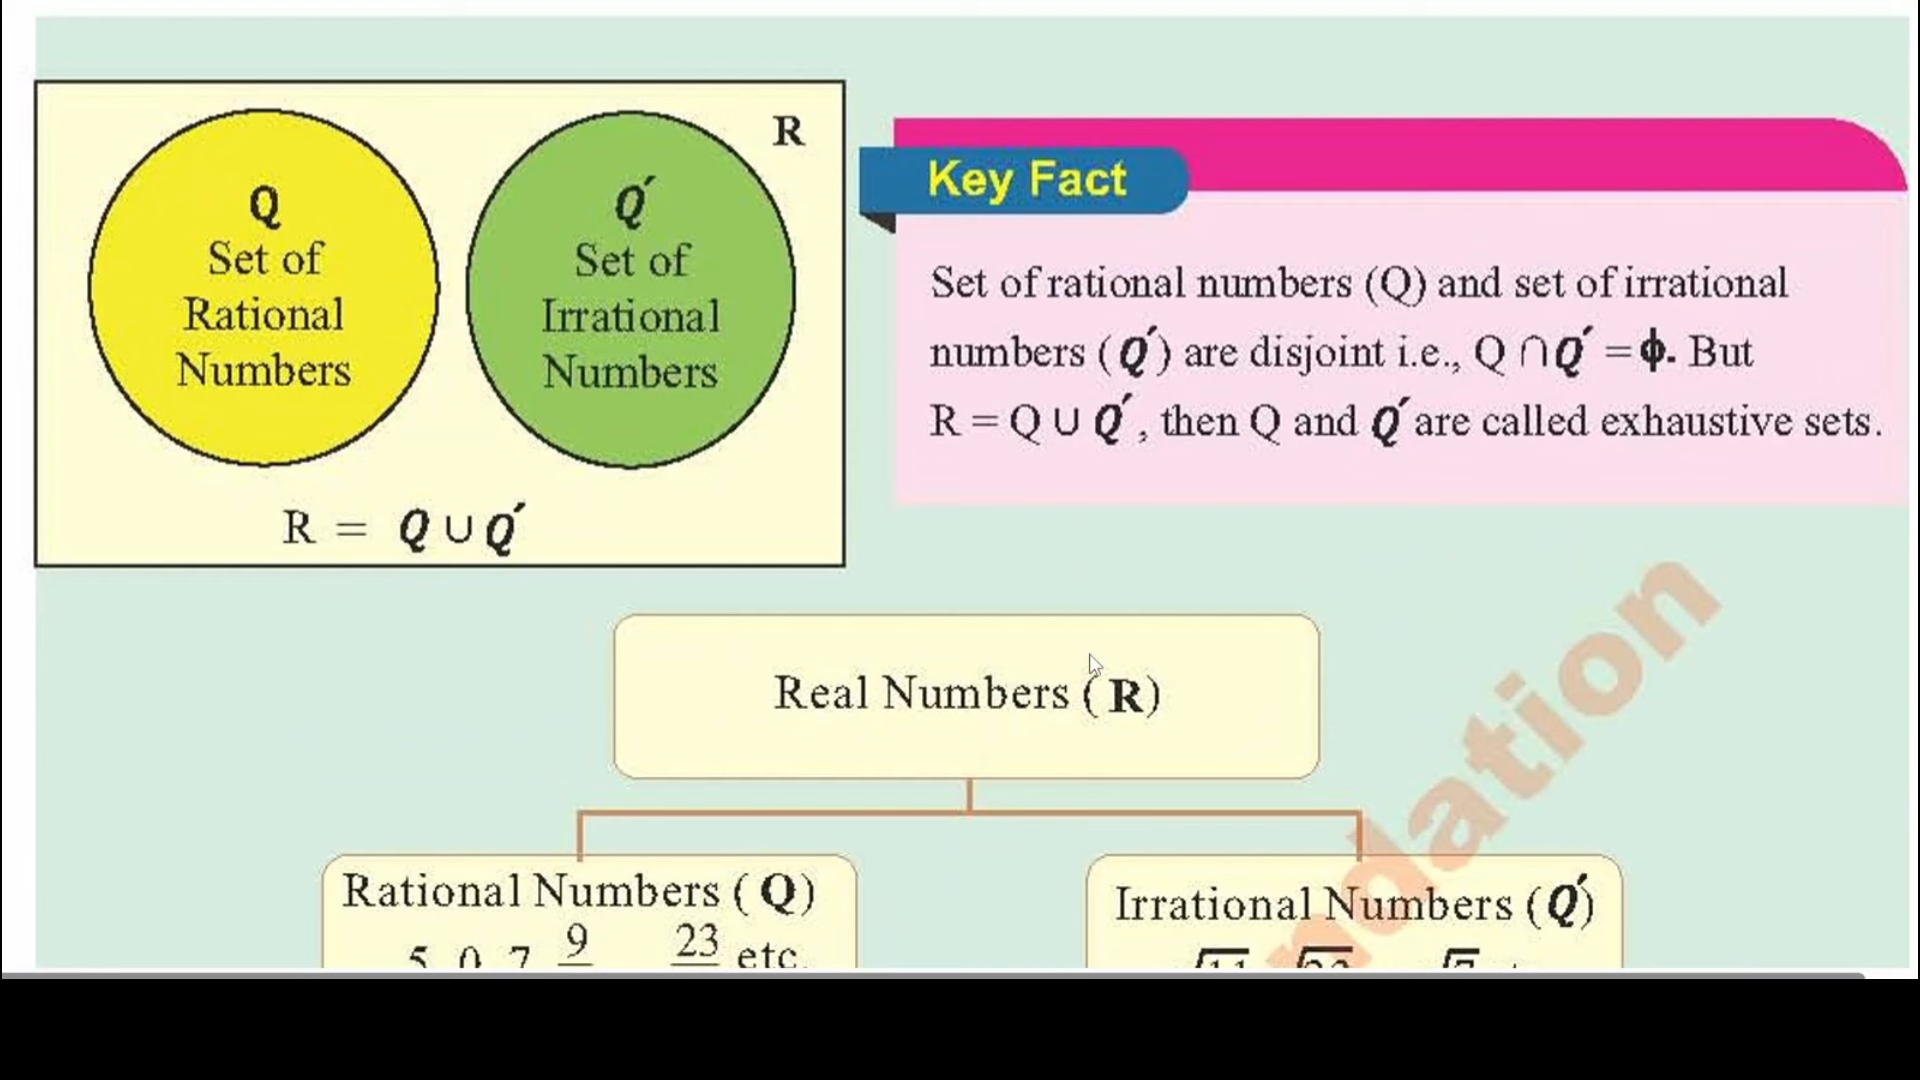 R
Q
Set of
Rational
Numbers
Q′
Set of
Irrational
Numbers
R = Q ∪ Q′
Key Fact
Set of rational numbers (Q) and set of irrational
numbers (Q′) are disjoint i.e., Q ∩ Q′ = ϕ. But
R = Q ∪ Q′, then Q and Q′ are called exhaustive sets.
Real Numbers (R)
Rational Numbers (Q)
5 0 7 9 23 etc.
Irrational Numbers (Q′)
ndation